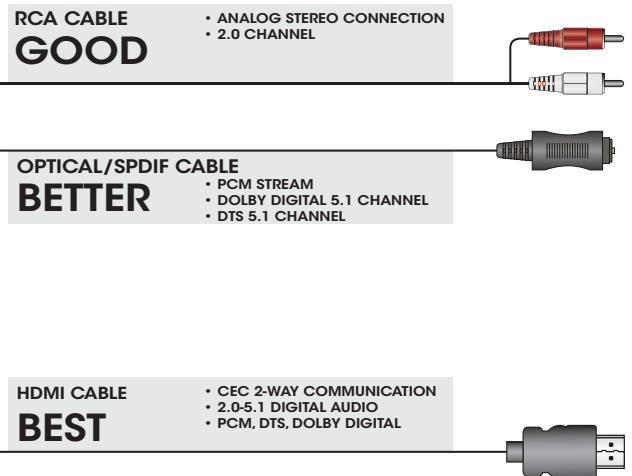 RCA CABLE
GOOD
• ANALOG STEREO CONNECTION
• 2.0 CHANNEL
OPTICAL/SPDIF CABLE
BETTER
• PCM STREAM
• DOLBY DIGITAL 5.1 CHANNEL
• DTS 5.1 CHANNEL
HDMI CABLE
BEST
• CEC 2-WAY COMMUNICATION
• 2.0-5.1 DIGITAL AUDIO
• PCM, DTS, DOLBY DIGITAL